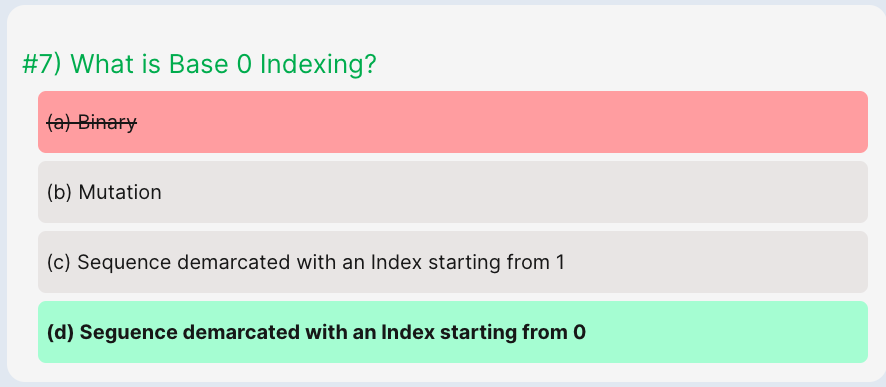 #7) What is Base 0 Indexing?
(a) Binary
(b) Mutation
(c) Sequence demarcated with an Index starting from 1
(d) Seguence demarcated with an Index starting from 0